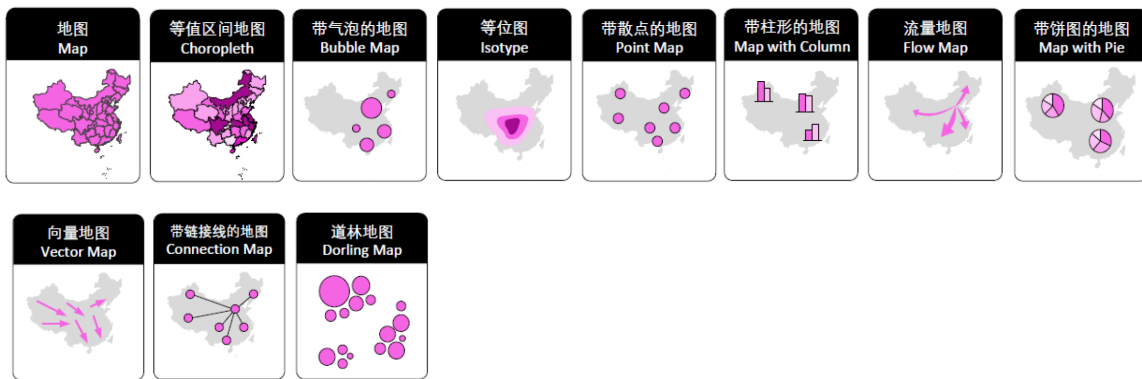 地图
Map
等值区间地图
Choropleth
带气泡的地图
Bubble Map
等位图
Isotype
带散点的地图
Point Map
带柱形的地图
Map with Column
流量地图
Flow Map
带饼图的地图
Map with Pie
向量地图
Vector Map
带链接线的地图
Connection Map
道林地图
Dorling Map